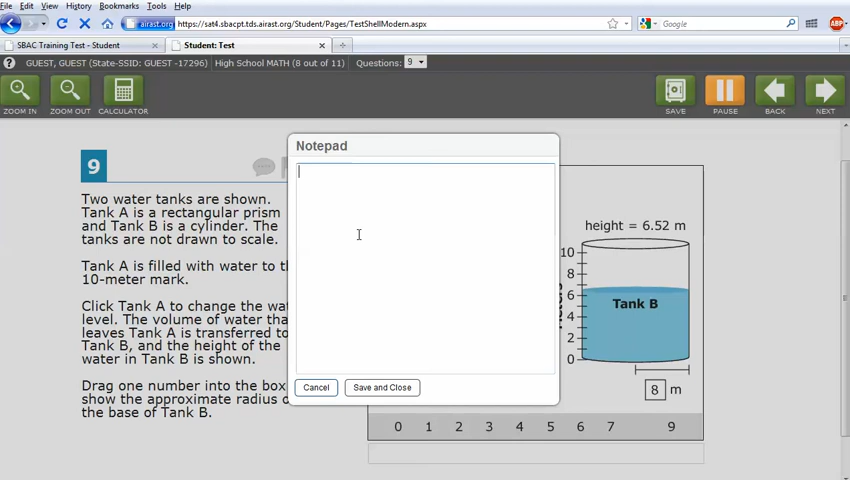 File Edit View History Bookmarks Tools Help
airast.org https://sat4.sbacpt.tds.airast.org/Student/Pages/TestShellModern.aspx Google ABP
SBAC Training Test - Student × Student: Test ×
GUEST, GUEST (State-SSID: GUEST -17296) High School MATH (8 out of 11) Questions: 9
ZOOM IN ZOOM OUT CALCULATOR SAVE PAUSE BACK NEXT
Notepad
Cancel Save and Close
9
Two water tanks are shown.
Tank A is a rectangular prism
and Tank B is a cylinder. The
tanks are not drawn to scale.
Tank A is filled with water to th
10-meter mark.
Click Tank A to change the wat
level. The volume of water tha
leaves Tank A is transferred to
Tank B, and the height of the
water in Tank B is shown.
Drag one number into the box
show the approximate radius o
the base of Tank B.
height = 6.52 m
10
8
6
4
2
0
Tank B
8 m
0 1 2 3 4 5 6 7 9